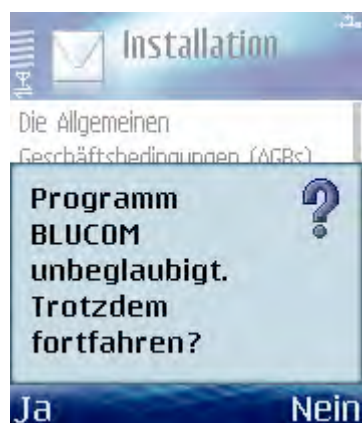 Installation
Die Allgemeinen
Geschäftsbedingungen (AGBs)
Programm
BLUCOM
unbeglaubigt.
Trotzdem
fortfahren?
Ja
Nein